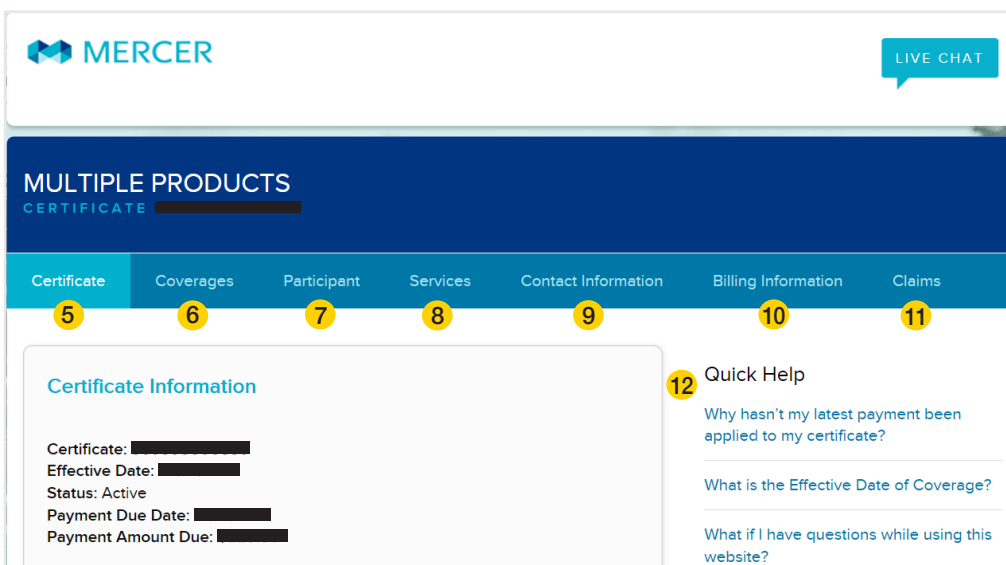 MERCER
LIVE CHAT
MULTIPLE PRODUCTS
CERTIFICATE
Certificate
Coverages
Participant
Services
Contact Information
Billing Information
Claims
5
6
7
8
9
10
11
Certificate Information
Certificate:
Effective Date:
Status: Active
Payment Due Date:
Payment Amount Due:
12
Quick Help
Why hasn't my latest payment been
applied to my certificate?
What is the Effective Date of Coverage?
What if I have questions while using this
website?